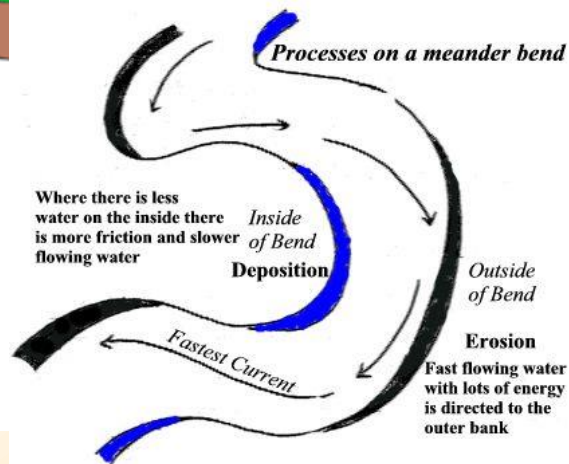 Processes on a meander bend
Where there is less
water on the inside there
is more friction and slower
flowing water
Inside
of Bend
Deposition
Outside
of Bend
Erosion
Fast flowing water
with lots of energy
is directed to the
outer bank
Fastest Current